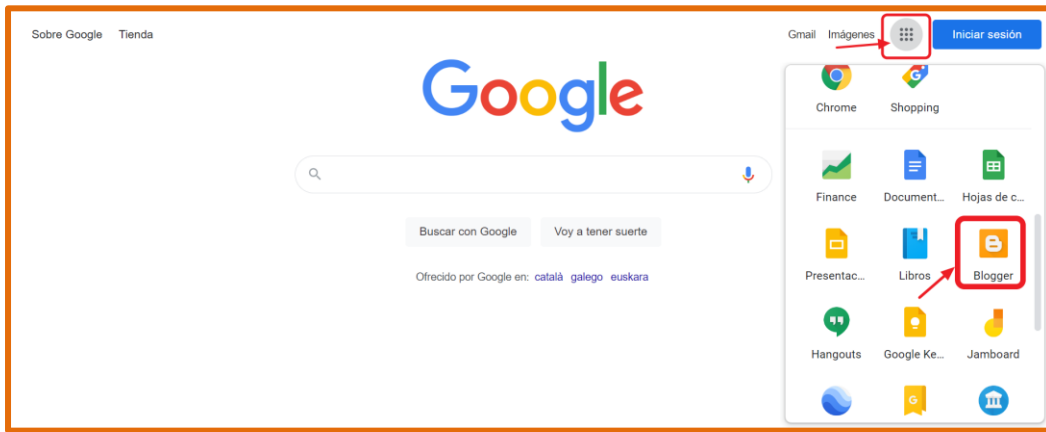 Sobre Google Tienda
Gmail Imágenes Iniciar sesión
Google
Chrome Shopping
Finance Document... Hojas de c...
Buscar con Google Voy a tener suerte
Presentac... Libros Blogger
Ofrecido por Google en: català galego euskara
Hangouts Google Ke... Jamboard